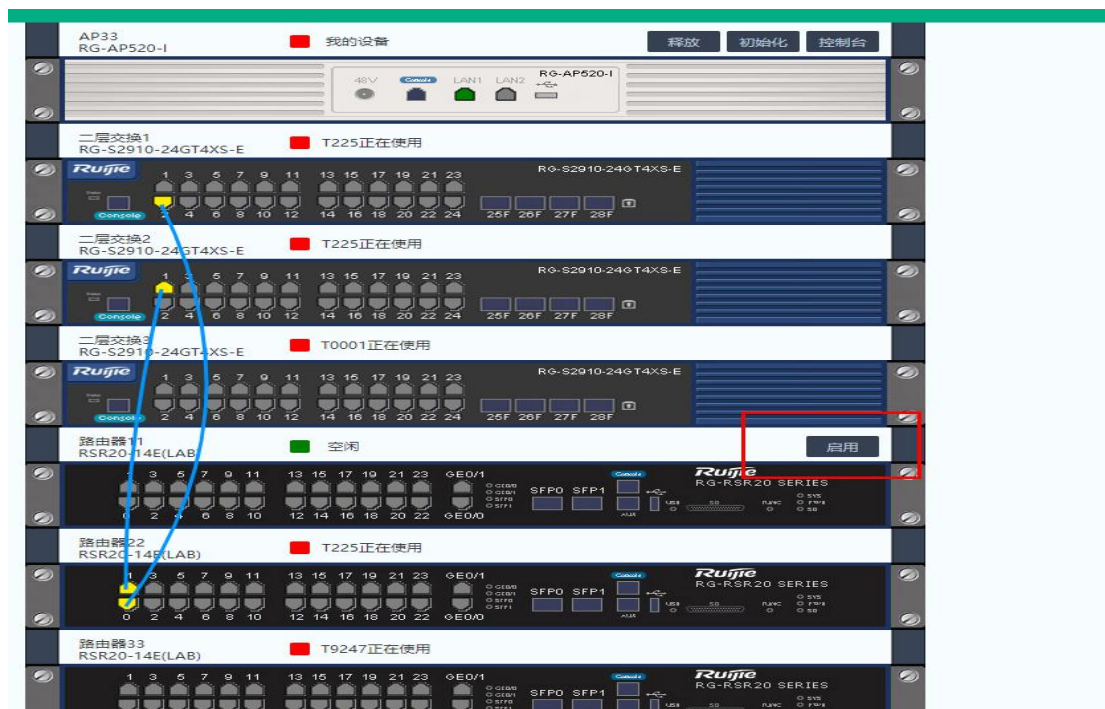 AP33
RG-AP520-I
我的设备
释放
初始化
控制台
48V
Console
LAN1
LAN2
RG-AP520-I
二层交换1
RG-S2910-24GT4XS-E
T225正在使用
Ruijie
1 3 5 7 9 11 13 15 17 19 21 23
RG-S2910-24GT4XS-E
Console
2 4 6 8 10 12 14 16 18 20 22 24 25F 26F 27F 28F
二层交换2
RG-S2910-24GT4XS-E
T225正在使用
Ruijie
1 3 5 7 9 11 13 15 17 19 21 23
RG-S2910-24GT4XS-E
Console
2 4 6 8 10 12 14 16 18 20 22 24 25F 26F 27F 28F
二层交换3
RG-S2910-24GT4XS-E
T0001正在使用
Ruijie
1 3 5 7 9 11 13 15 17 19 21 23
RG-S2910-24GT4XS-E
Console
2 4 6 8 10 12 14 16 18 20 22 24 25F 26F 27F 28F
路由器11
RSR20-14E(LAB)
空闲
启用
1 3 5 7 9 11 13 15 17 19 21 23 GE0/1
Console
Ruijie
RG-RSR20 SERIES
SFP0 SFP1
0 2 4 6 8 10 12 14 16 18 20 22 GE0/0
AUX
路由器22
RSR20-14E(LAB)
T225正在使用
1 3 5 7 9 11 13 15 17 19 21 23 GE0/1
Console
Ruijie
RG-RSR20 SERIES
SFP0 SFP1
0 2 4 6 8 10 12 14 16 18 20 22 GE0/0
AUX
路由器33
RSR20-14E(LAB)
T9247正在使用
1 3 5 7 9 11 13 15 17 19 21 23 GE0/1
Console
Ruijie
RG-RSR20 SERIES
SFP0 SFP1